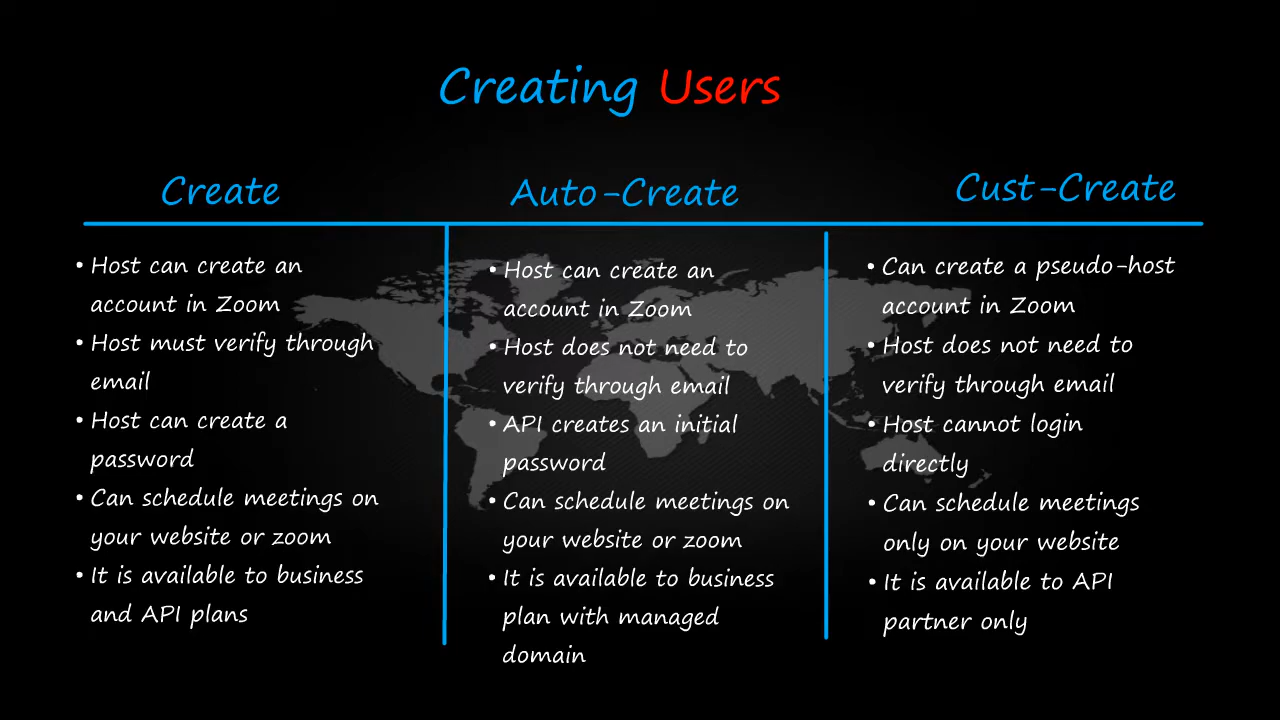 Creating Users
Create
Auto-Create
Cust-Create
• Host can create an
account in Zoom
• Host must verify through
email
• Host can create a
password
• Can schedule meetings on
your website or zoom
• It is available to business
and API plans
• Host can create an
account in Zoom
• Host does not need to
verify through email
• API creates an initial
password
• Can schedule meetings on
your website or zoom
• It is available to business
plan with managed
domain
• Can create a pseudo-host
account in Zoom
• Host does not need to
verify through email
• Host cannot login
directly
• Can schedule meetings
only on your website
• It is available to API
partner only